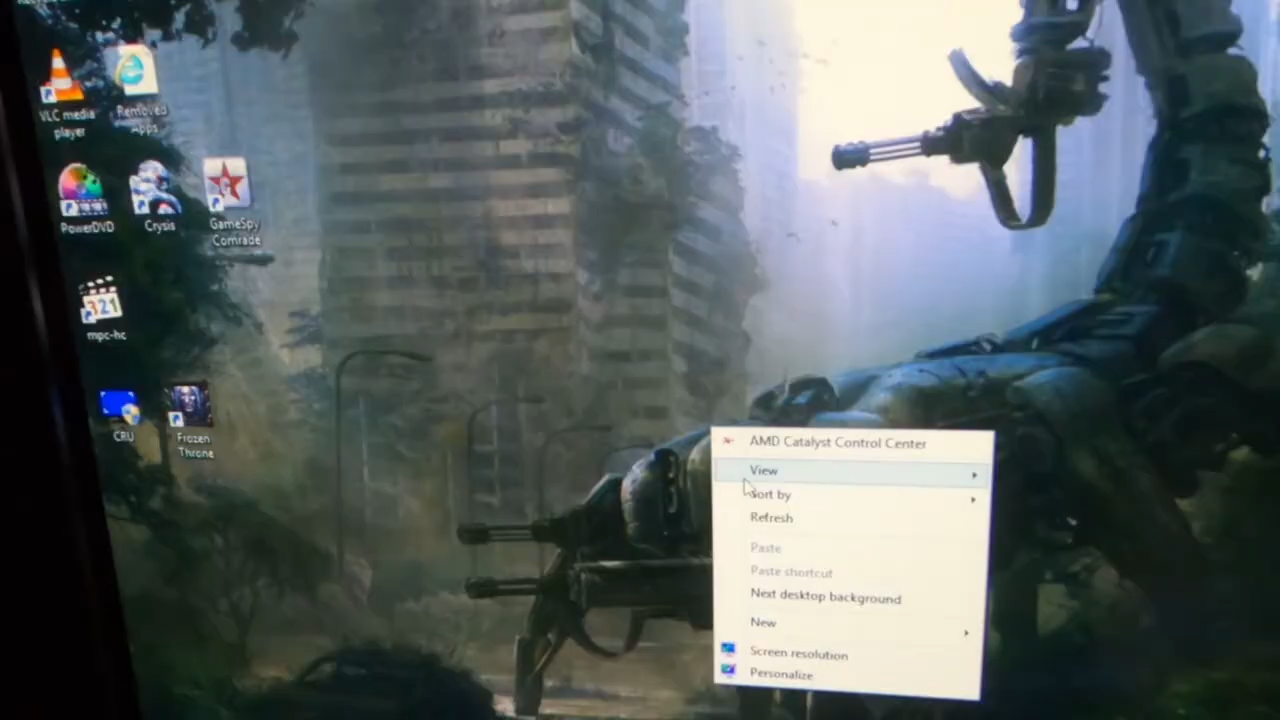 VLC media
player
Removed
Apps
PowerDVD
Crysis
GameSpy
Comrade
321
mpc-hc
CRU
Frozen
Throne
AMD Catalyst Control Center
View
Sort by
Refresh
Paste
Paste shortcut
Next desktop background
New
Screen resolution
Personalize